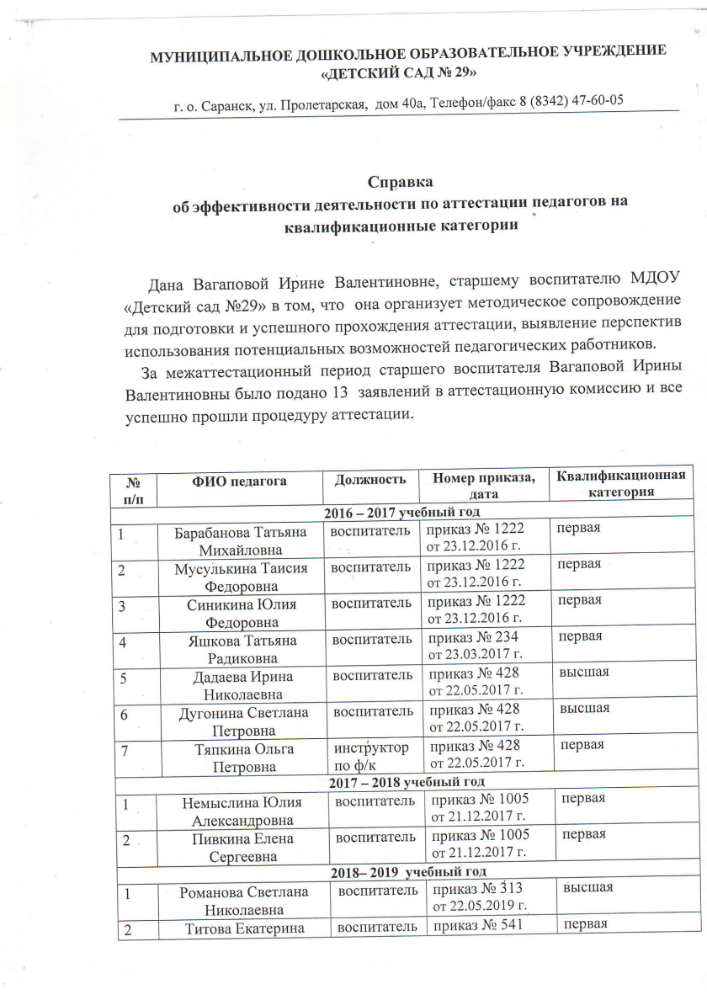 МУНИЦИПАЛЬНОЕ ДОШКОЛЬНОЕ ОБРАЗОВАТЕЛЬНОЕ УЧРЕЖДЕНИЕ
«ДЕТСКИЙ САД № 29»
г. о. Саранск, ул. Пролетарская, дом 40а, Телефон/факс 8 (8342) 47-60-05
Справка
об эффективности деятельности по аттестации педагогов на
квалификационные категории
Дана Вагаповой Ирине Валентиновне, старшему воспитателю МДОУ
«Детский сад №29» в том, что она организует методическое сопровождение
для подготовки и успешного прохождения аттестации, выявление перспектив
использования потенциальных возможностей педагогических работников.
За межаттестационный период старшего воспитателя Вагаповой Ирины
Валентиновны было подано 13 заявлений в аттестационную комиссию и все
успешно прошли процедуру аттестации.
№ ФИО педагога Должность Номер приказа, Квалификационная
п/п дата категория
2016 – 2017 учебный год
1 Барабанова Татьяна воспитатель приказ № 1222 первая
Михайловна от 23.12.2016 г.
2 Мусулькина Таисия воспитатель приказ № 1222 первая
Федоровна от 23.12.2016 г.
3 Синикина Юлия воспитатель приказ № 1222 первая
Федоровна от 23.12.2016 г.
4 Яшкова Татьяна воспитатель приказ № 234 первая
Радиковна от 23.03.2017 г.
5 Дадаева Ирина воспитатель приказ № 428 высшая
Николаевна от 22.05.2017 г.
6 Дугонина Светлана воспитатель приказ № 428 высшая
Петровна от 22.05.2017 г.
7 Тяпкина Ольга инструктор приказ № 428 первая
Петровна по ф/к от 22.05.2017 г.
2017 – 2018 учебный год
1 Немыслина Юлия воспитатель приказ № 1005 первая
Александровна от 21.12.2017 г.
2 Пивкина Елена воспитатель приказ № 1005 первая
Сергеевна от 21.12.2017 г.
2018– 2019 учебный год
1 Романова Светлана воспитатель приказ № 313 высшая
Николаевна от 22.05.2019 г.
2 Титова Екатерина воспитатель приказ № 541 первая